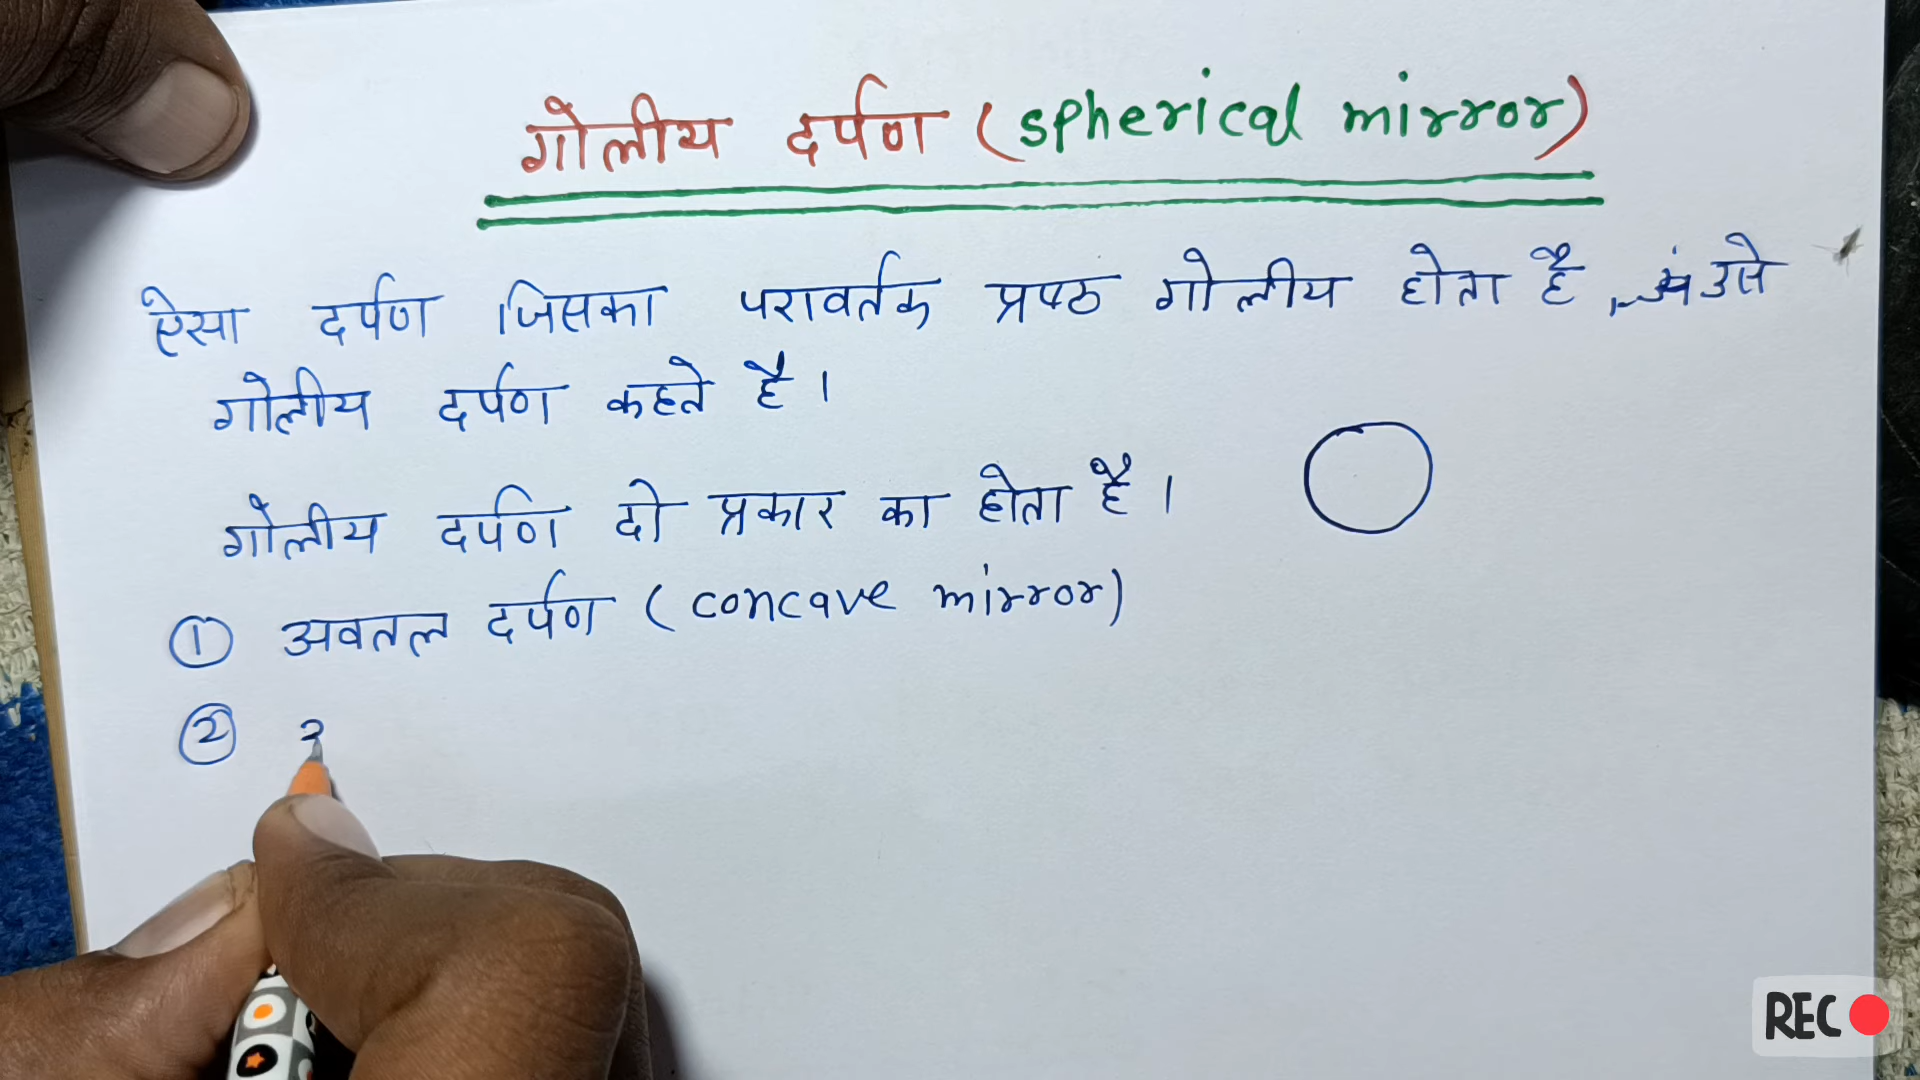 गोलीय दर्पण (spherical mirror)
ऐसा दर्पण जिसका परावर्तक प्रष्ठ गोलीय होता है, उसे
गोलीय दर्पण कहते है।
गोलीय दर्पण दो प्रकार का होता है।
① अवतल दर्पण (concave mirror)
②
REC